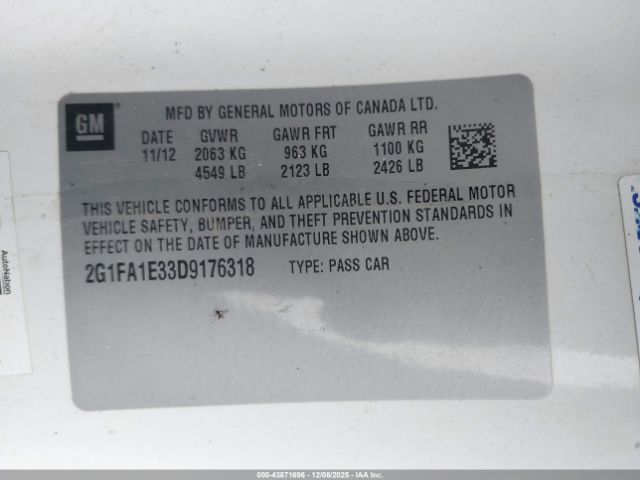 GM
MFD BY GENERAL MOTORS OF CANADA LTD.
DATE GVWR GAWR FRT GAWR RR
11/12 2063 KG 963 KG 1100 KG
4549 LB 2123 LB 2426 LB
THIS VEHICLE CONFORMS TO ALL APPLICABLE U.S. FEDERAL MOTOR
VEHICLE SAFETY, BUMPER, AND THEFT PREVENTION STANDARDS IN
EFFECT ON THE DATE OF MANUFACTURE SHOWN ABOVE.
2G1FA1E33D9176318 TYPE: PASS CAR
AutoNation
000-43871696 | 12/08/2025 - IAA Inc.